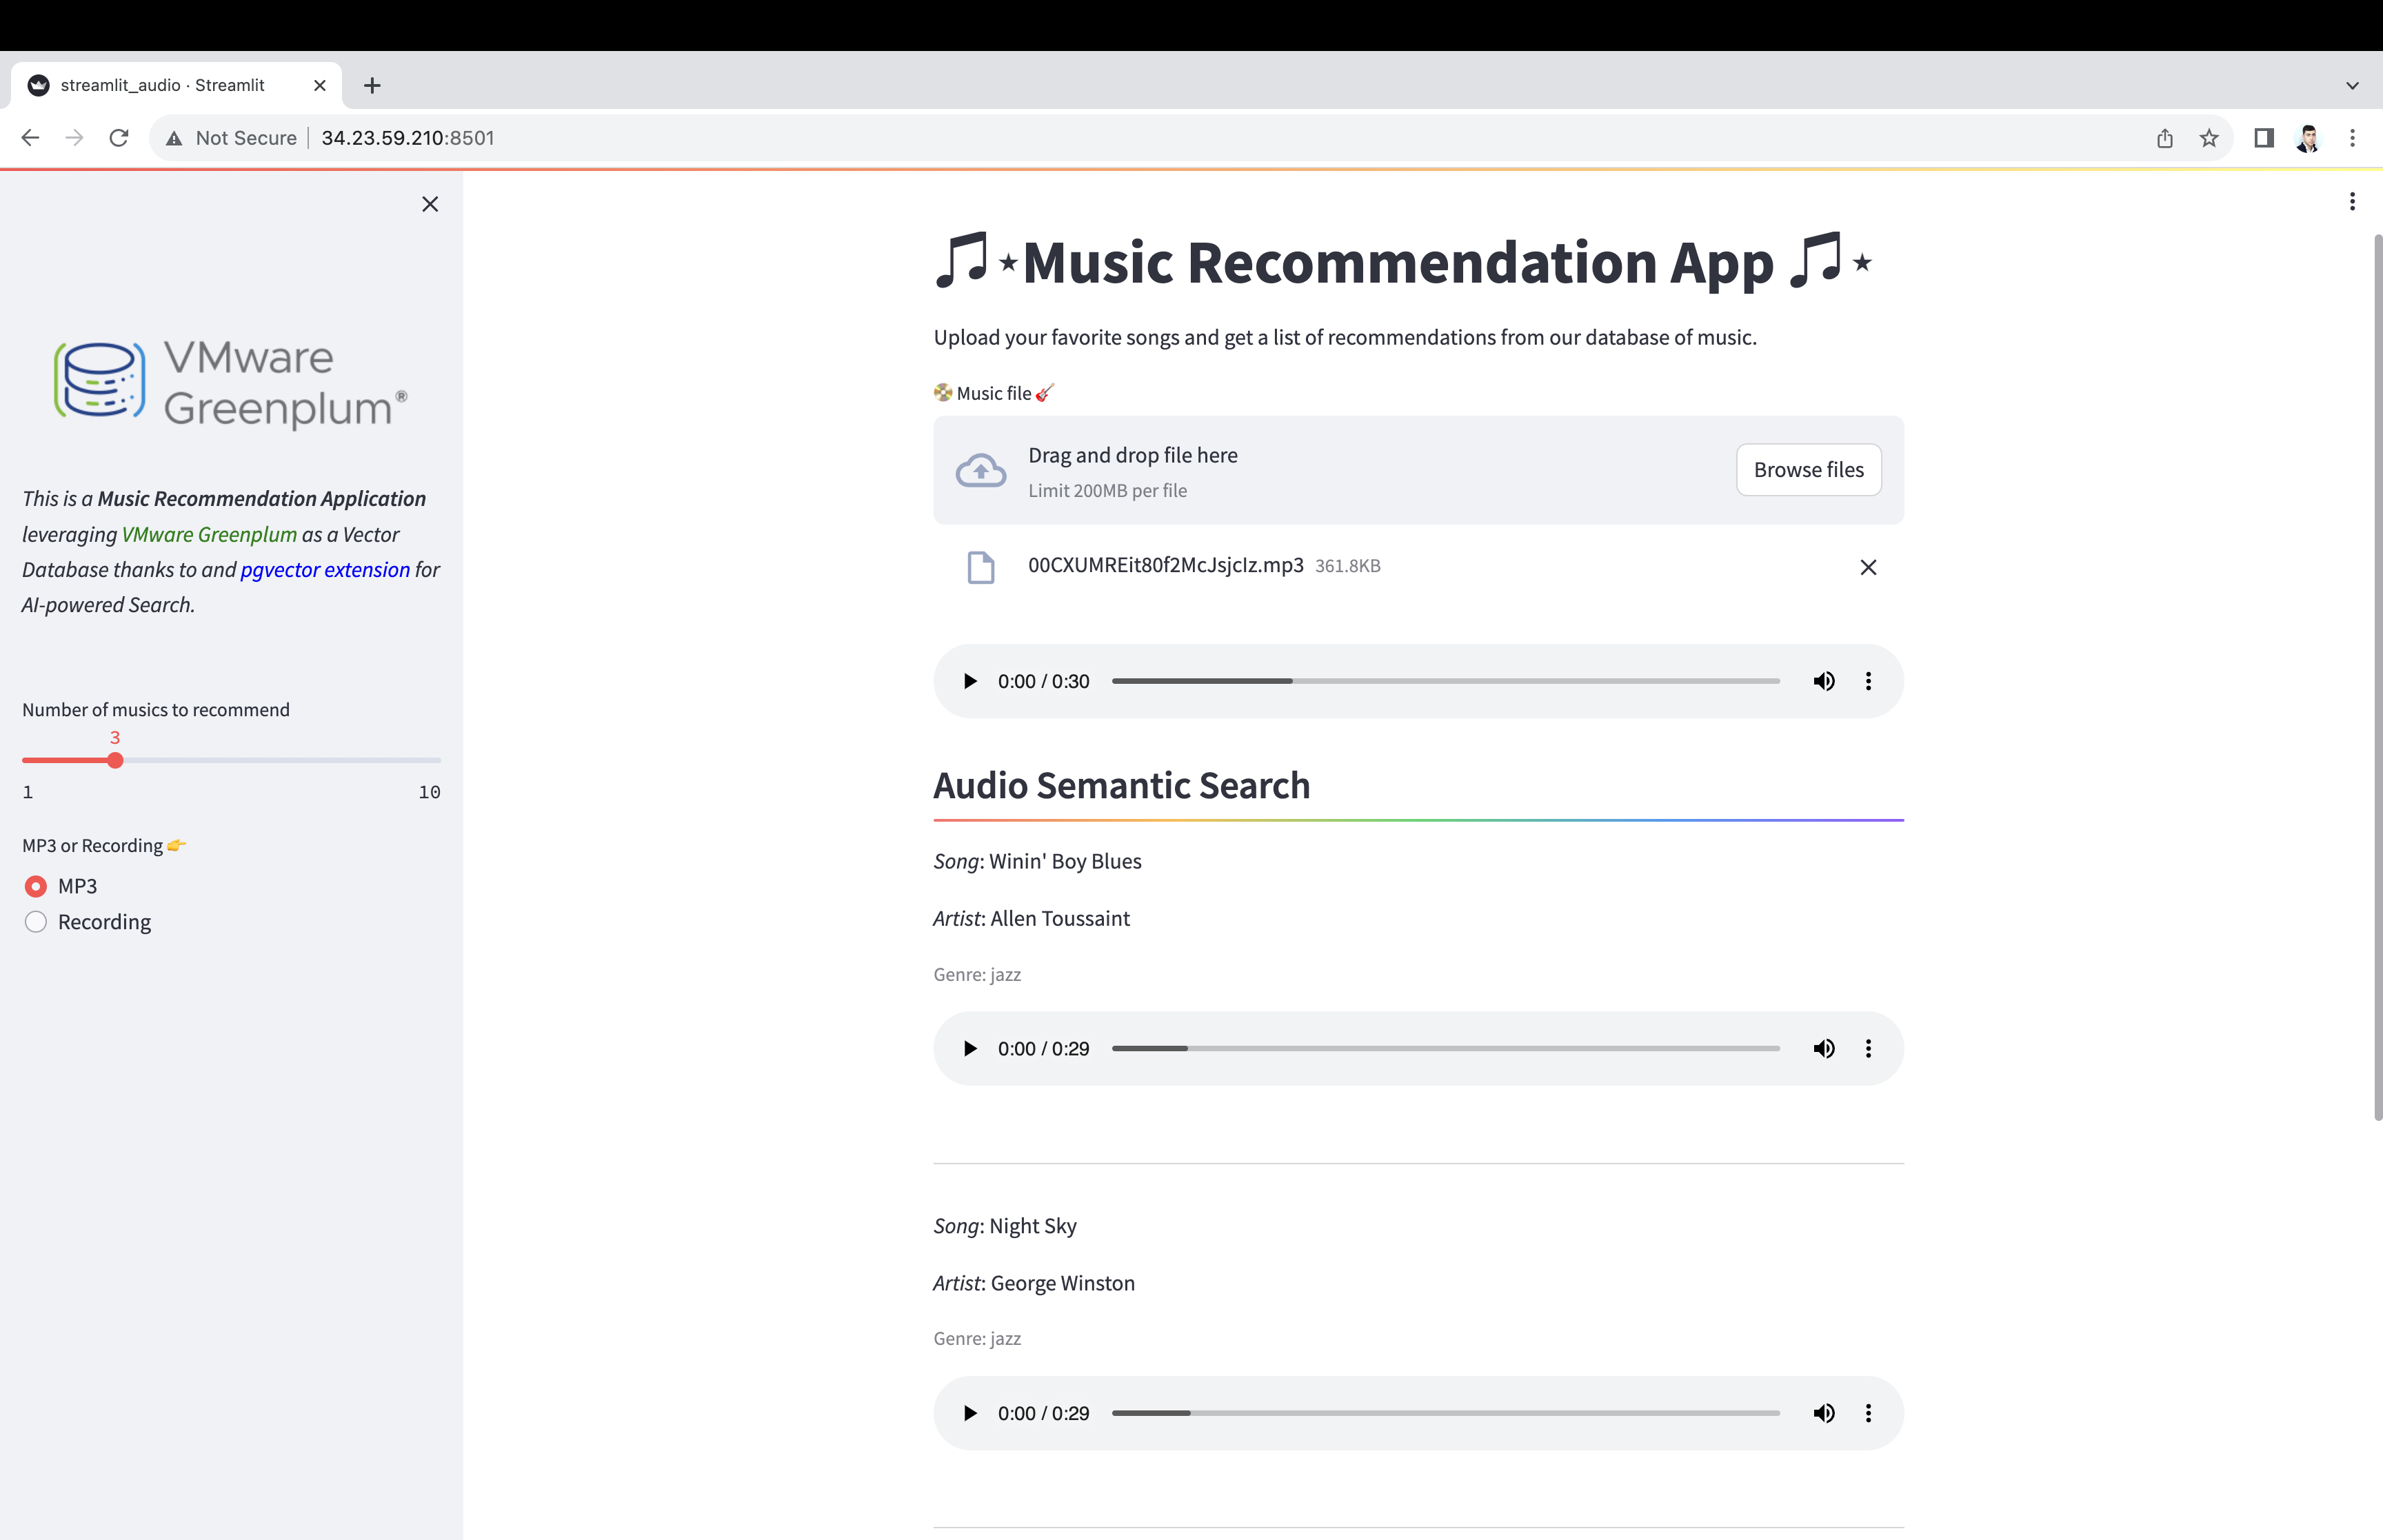 streamlit_audio · Streamlit
Not Secure | 34.23.59.210:8501
VMware
Greenplum®
This is a Music Recommendation Application
leveraging VMware Greenplum as a Vector
Database thanks to and pgvector extension for
AI-powered Search.
Number of musics to recommend
3
1 10
MP3 or Recording👉
MP3
Recording
🎵⋆Music Recommendation App 🎵⋆
Upload your favorite songs and get a list of recommendations from our database of music.
📀 Music file🎸
Drag and drop file here
Limit 200MB per file
Browse files
00CXUMREit80f2McJsjcIz.mp3 361.8KB
0:00 / 0:30
Audio Semantic Search
Song: Winin' Boy Blues
Artist: Allen Toussaint
Genre: jazz
0:00 / 0:29
Song: Night Sky
Artist: George Winston
Genre: jazz
0:00 / 0:29